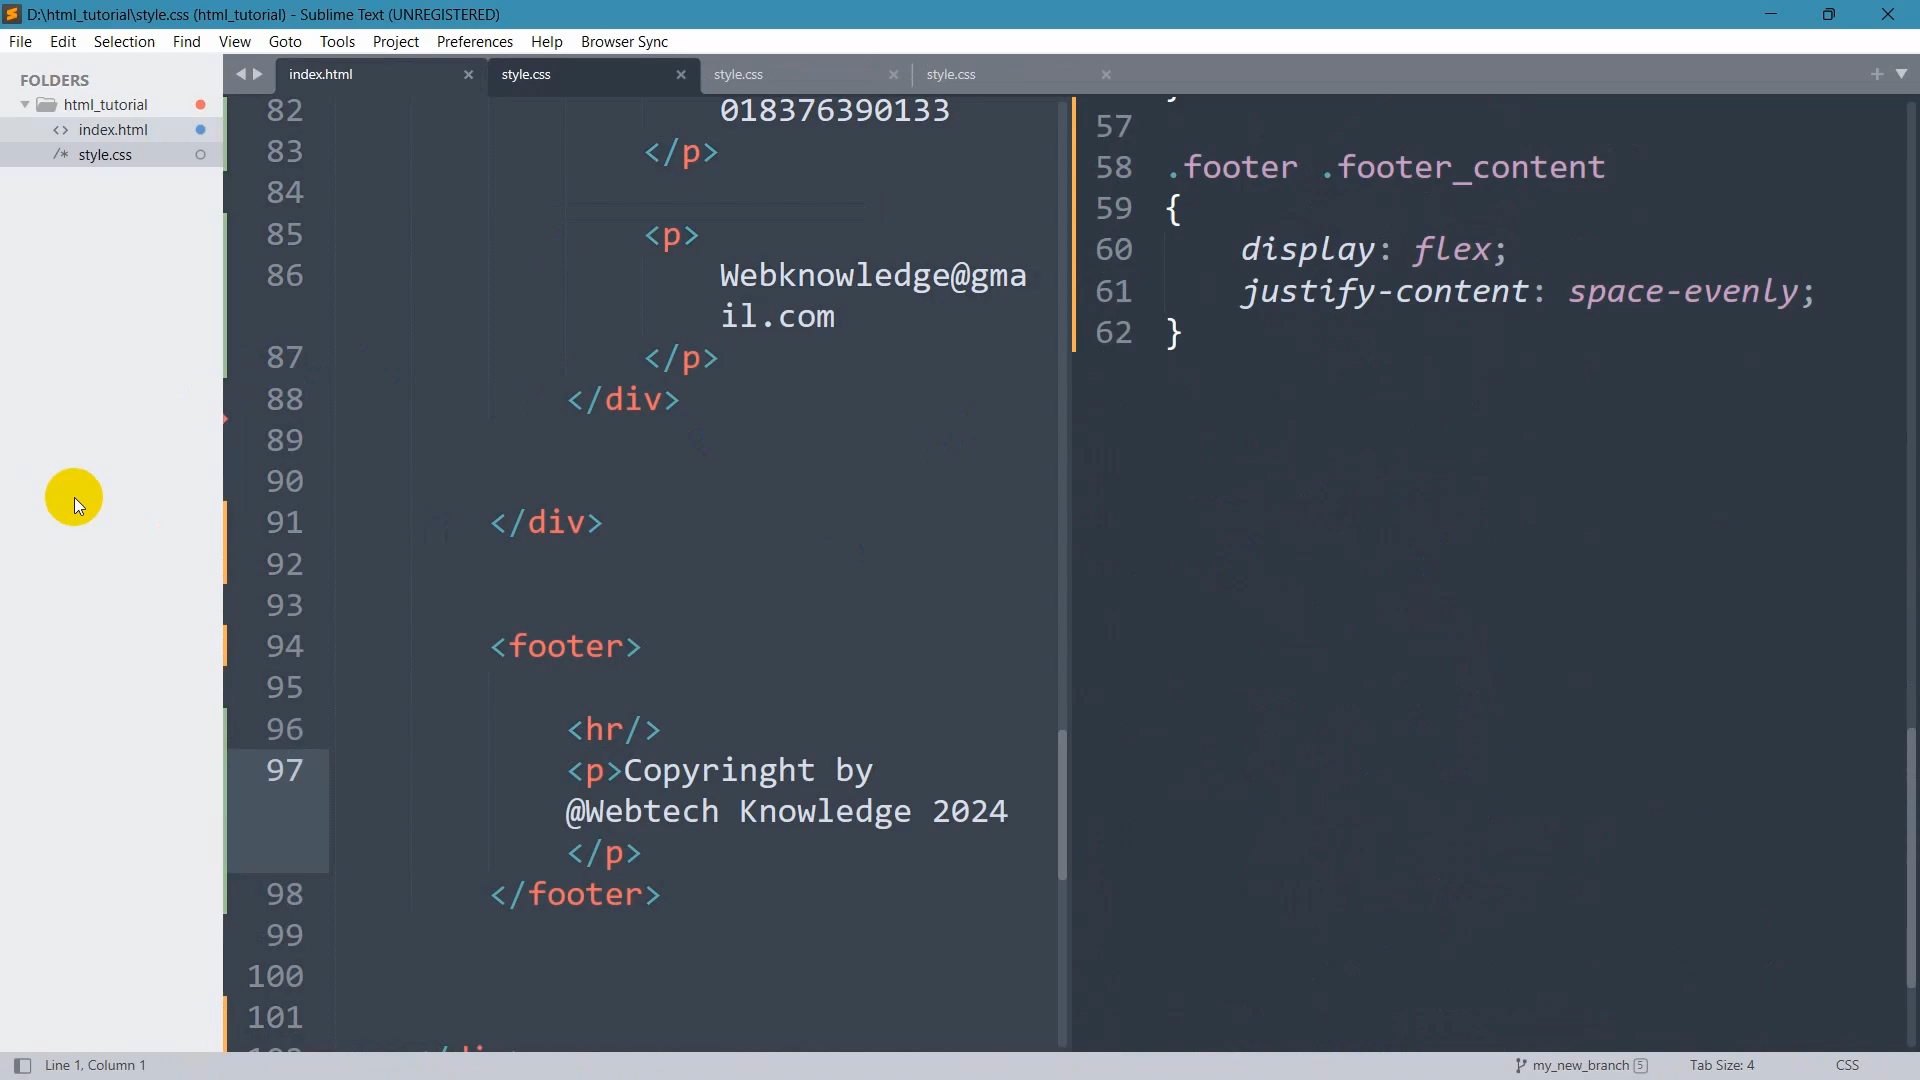 D:\html_tutorial\style.css (html_tutorial) - Sublime Text (UNREGISTERED)
File Edit Selection Find View Goto Tools Project Preferences Help Browser Sync
FOLDERS
html_tutorial
index.html
style.css
index.html
style.css
style.css
style.css
82 018376390133
83 </p>
84
85 <p>
86 Webknowledge@gma
il.com
87 </p>
88 </div>
89
90
91 </div>
92
93
94 <footer>
95
96 <hr/>
97 <p>Copyringht by
@Webtech Knowledge 2024
</p>
98 </footer>
99
100
101
57
58 .footer .footer_content
59 {
60 display: flex;
61 justify-content: space-evenly;
62 }
Line 1, Column 1
my_new_branch 5
Tab Size: 4
CSS